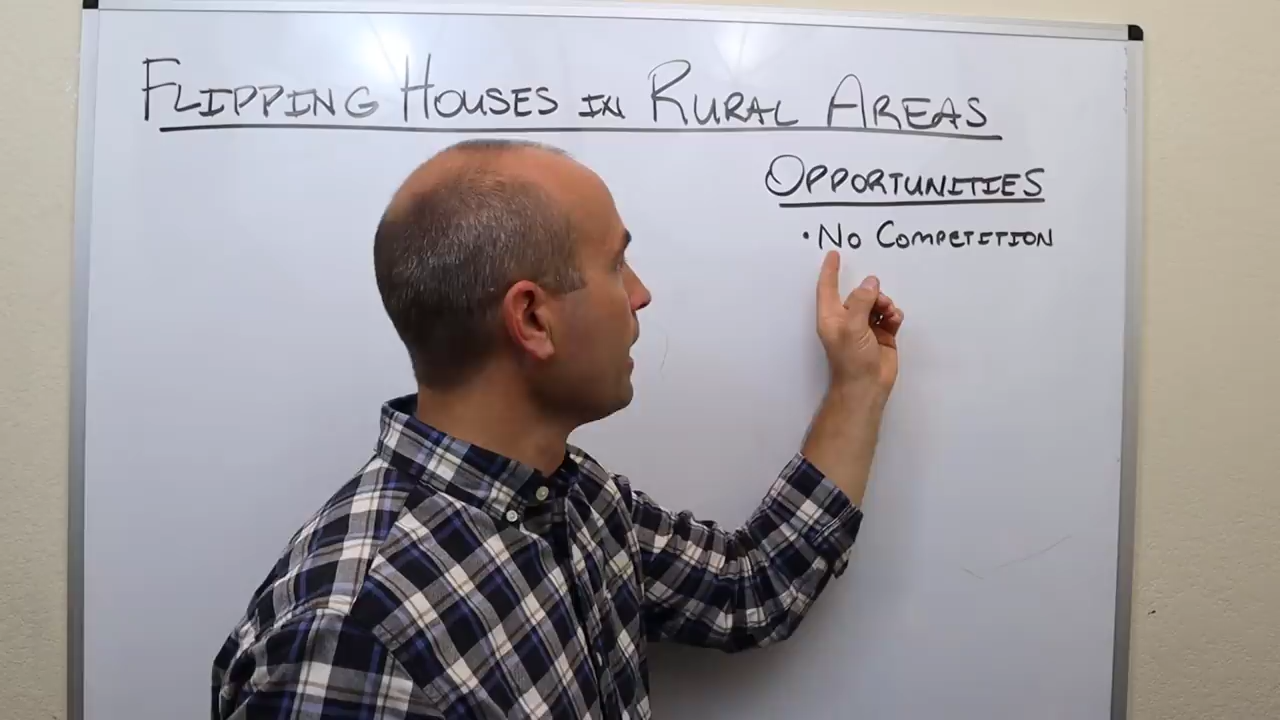 FLIPPING HOUSES IN RURAL AREAS
OPPORTUNITIES
• NO COMPETITION